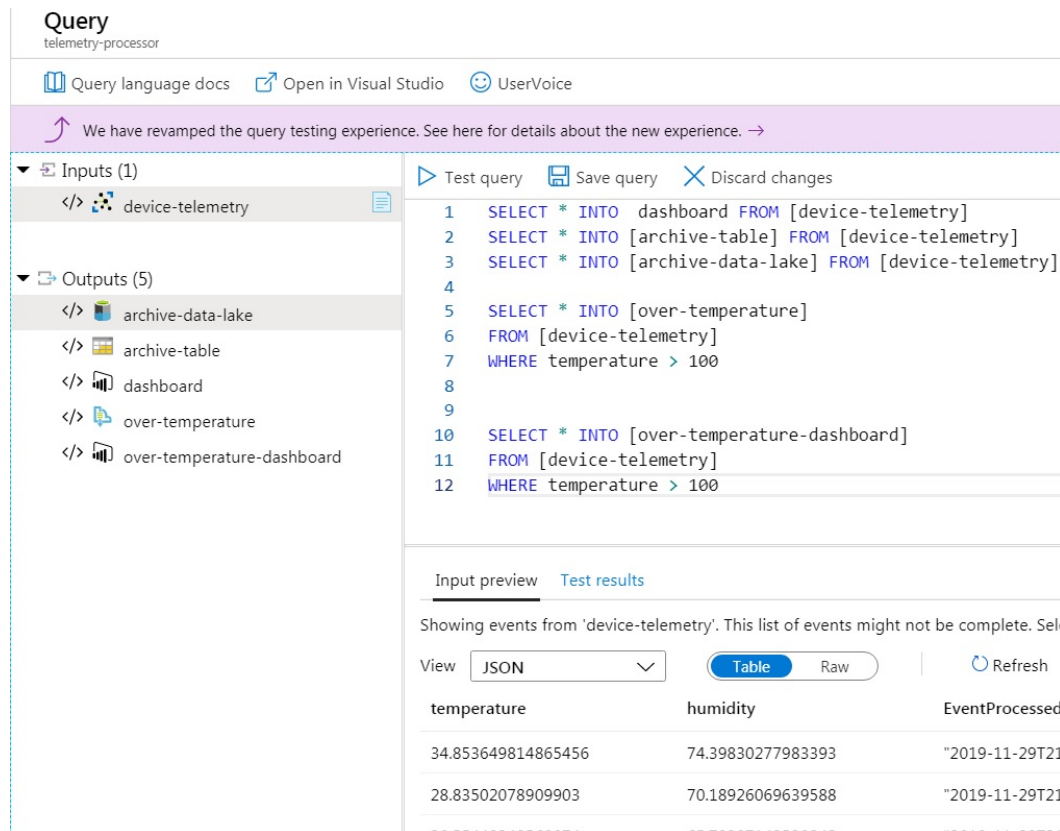 Query
telemetry-processor
Query language docs Open in Visual Studio UserVoice
We have revamped the query testing experience. See here for details about the new experience. →
Inputs (1)
device-telemetry
Outputs (5)
archive-data-lake
archive-table
dashboard
over-temperature
over-temperature-dashboard
Test query Save query Discard changes
1 SELECT * INTO dashboard FROM [device-telemetry]
2 SELECT * INTO [archive-table] FROM [device-telemetry]
3 SELECT * INTO [archive-data-lake] FROM [device-telemetry]
4
5 SELECT * INTO [over-temperature]
6 FROM [device-telemetry]
7 WHERE temperature > 100
8
9
10 SELECT * INTO [over-temperature-dashboard]
11 FROM [device-telemetry]
12 WHERE temperature > 100
Input preview Test results
Showing events from 'device-telemetry'. This list of events might not be complete. Sel
View JSON Table Raw Refresh
temperature humidity EventProcessed
34.853649814865456 74.39830277983393 "2019-11-29T21
28.83502078909903 70.18926069639588 "2019-11-29T21